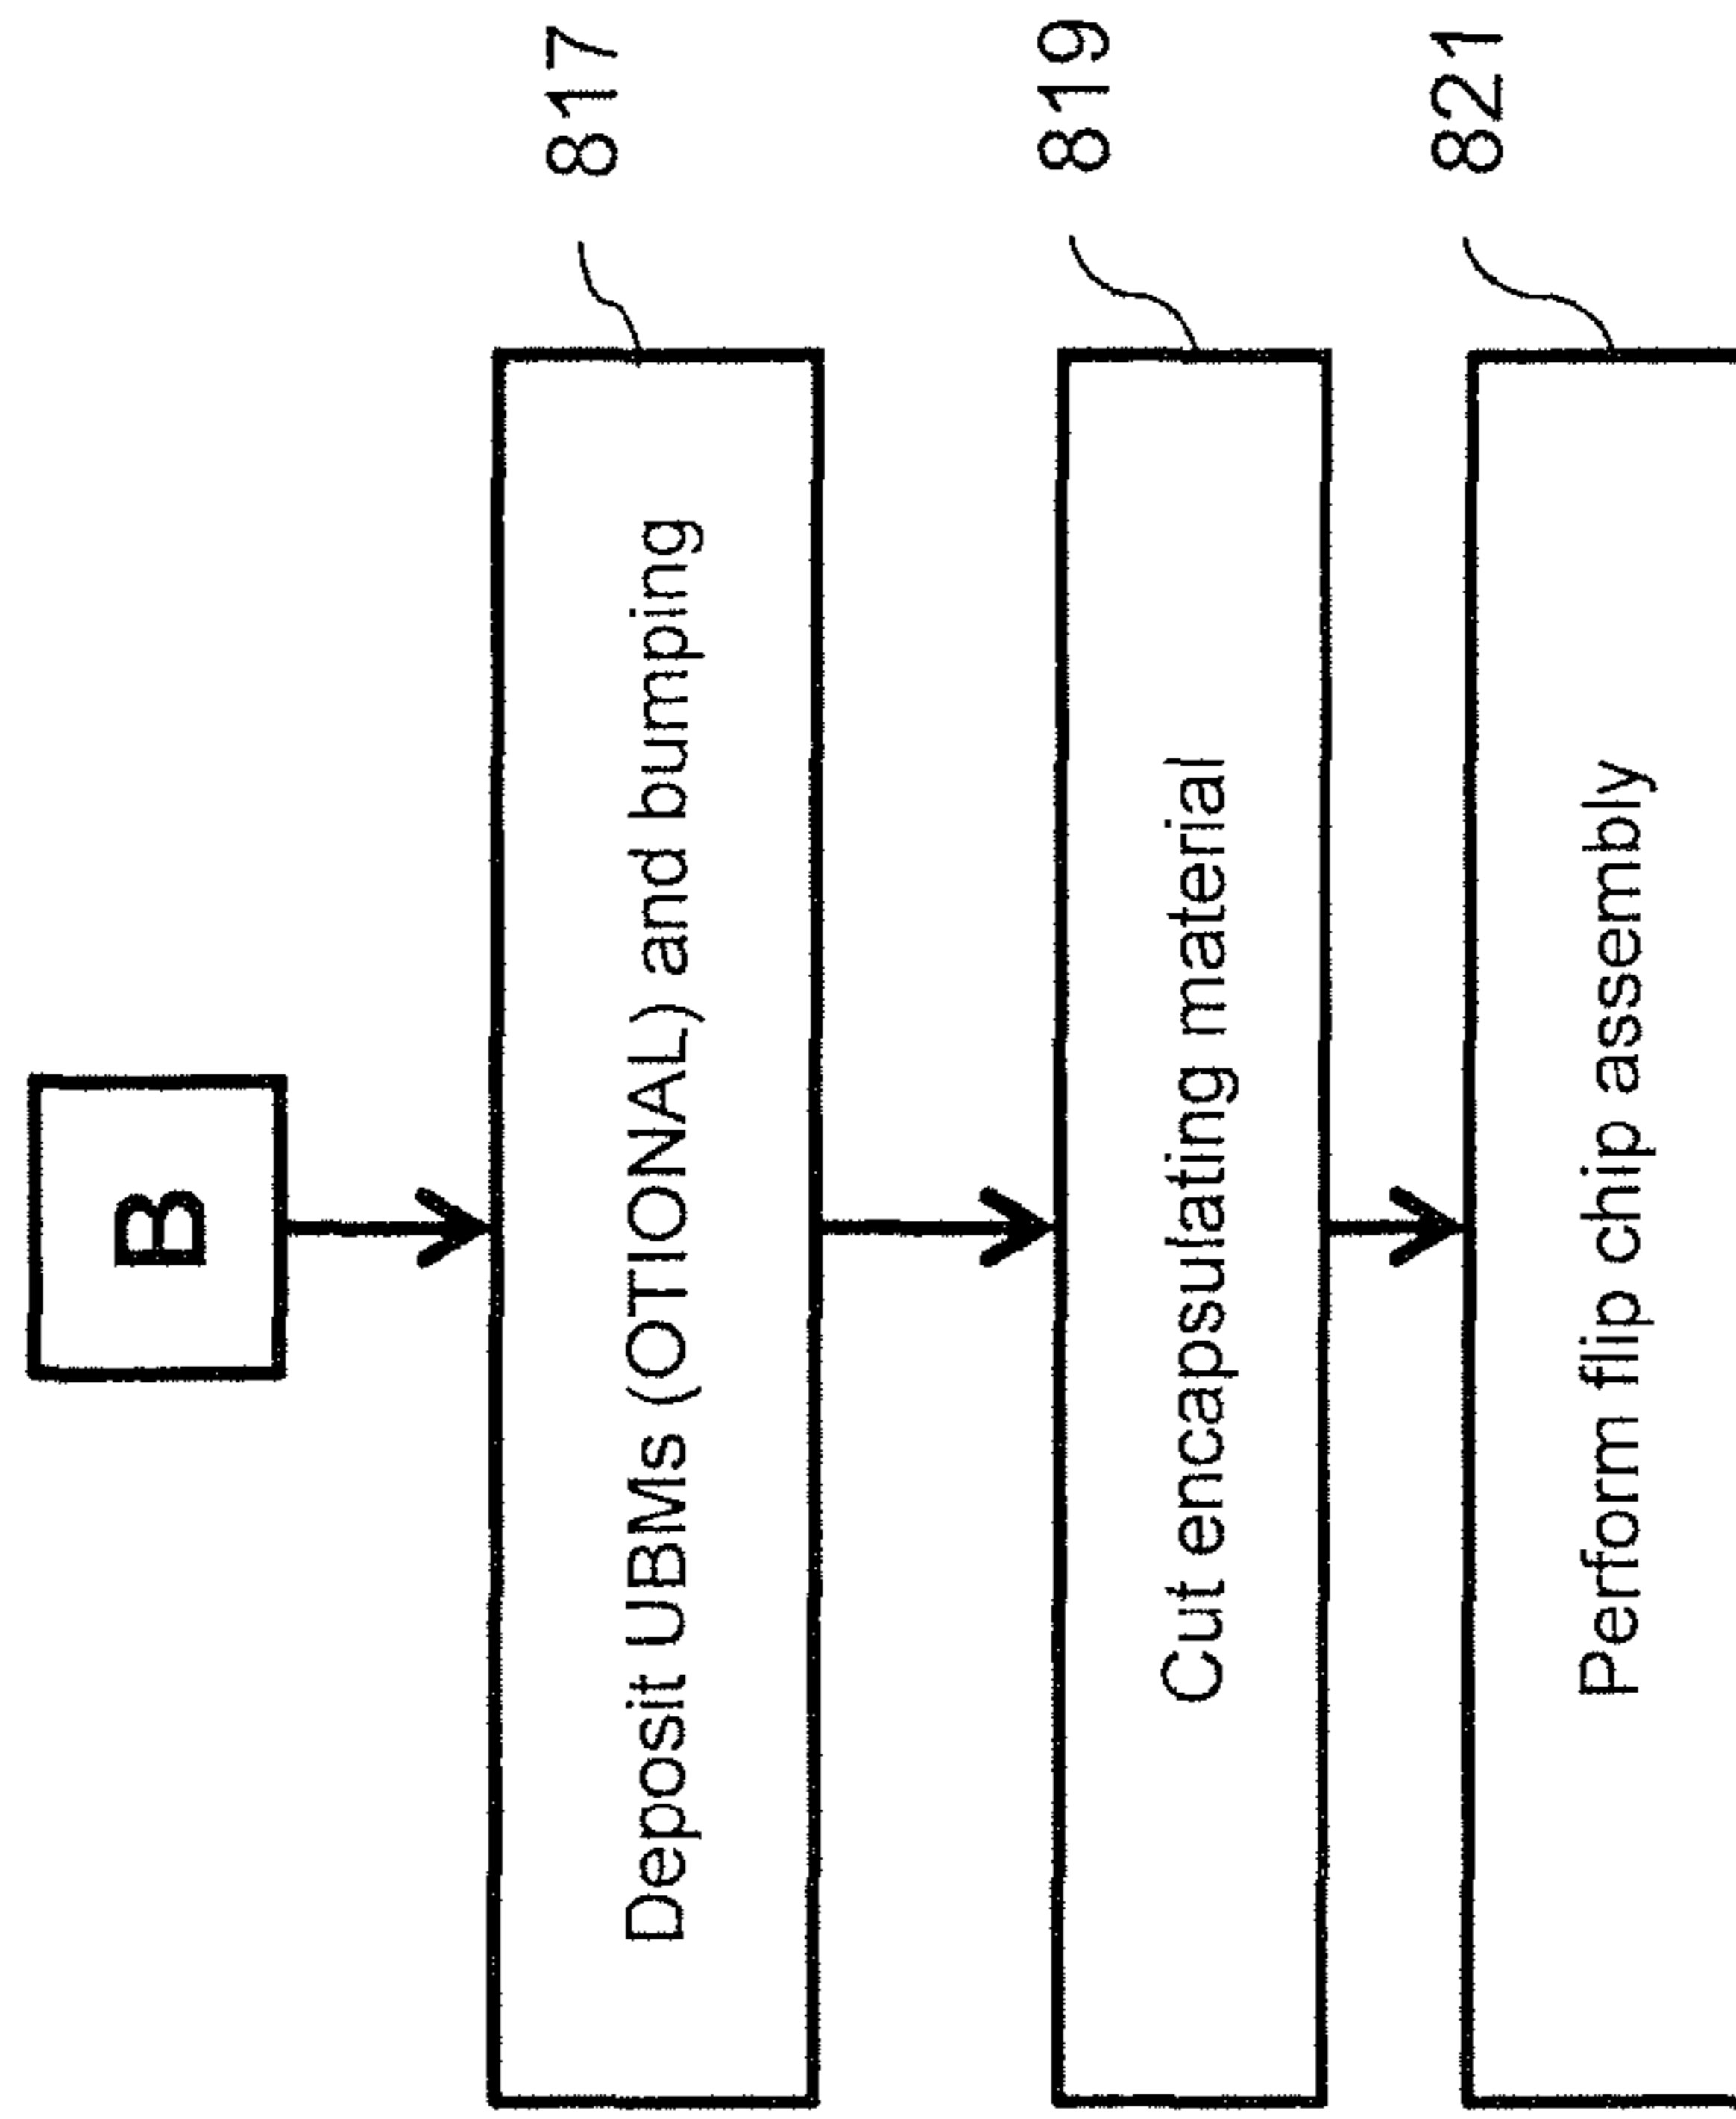 B
Deposit UBMs (OTIONAL) and bumping
817
Cut encapsulating material
819
Perform flip chip assembly
821